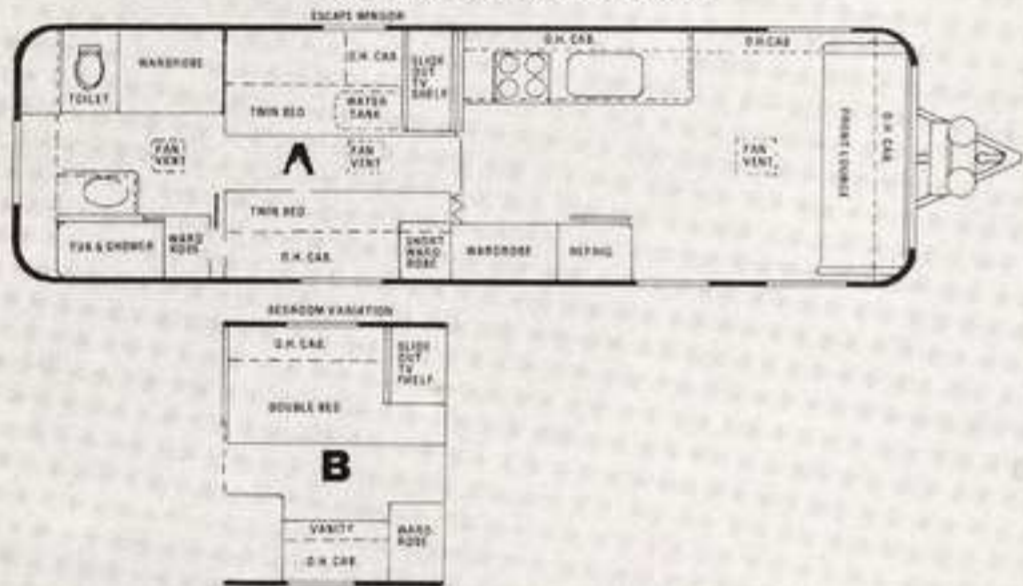 ESCAPE WINDOW
O.H. CAB.
O.H. CAB
TOILET
WARDROBE
O.H. CAB.
SLIDE
OUT
TV
SHELF
TWIN BED
WATER
TANK
FAN
VENT
A
FAN
VENT
FAN
VENT
FRONT LOUNGE
O.H. CAB
TWIN BED
O.H. CAB.
TUB & SHOWER
WARD
ROBE
SHORT
WARD
ROBE
WARDROBE
REFRIG.
BEDROOM VARIATION
O.H. CAB.
SLIDE
OUT
TV
SHELF
DOUBLE BED
B
VANITY
O.H. CAB.
WARD-
ROBE